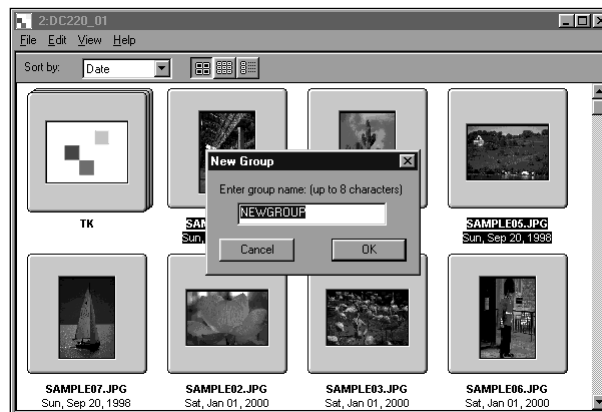 2:DC220_01
File Edit View Help
Sort by: Date
New Group
Enter group name: (up to 8 characters)
NEWGROUP
Cancel OK
TK
SAMPLE05.JPG
Sun, Sep 20, 1998
SAMPLE07.JPG SAMPLE02.JPG SAMPLE03.JPG SAMPLE06.JPG
Sun, Sep 20, 1998 Sat, Jan 01, 2000 Sat, Jan 01, 2000 Sat, Jan 01, 2000